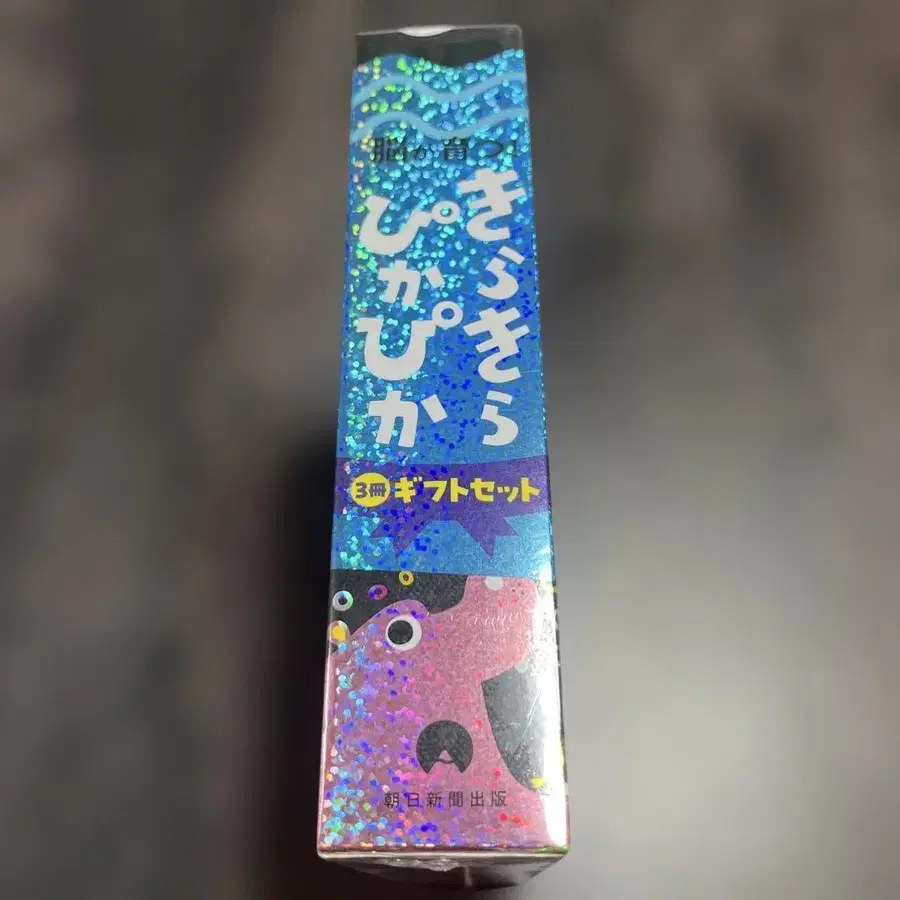 脳が育つ!
きらきら
ぴかぴか
3冊ギフトセット
朝日新聞出版